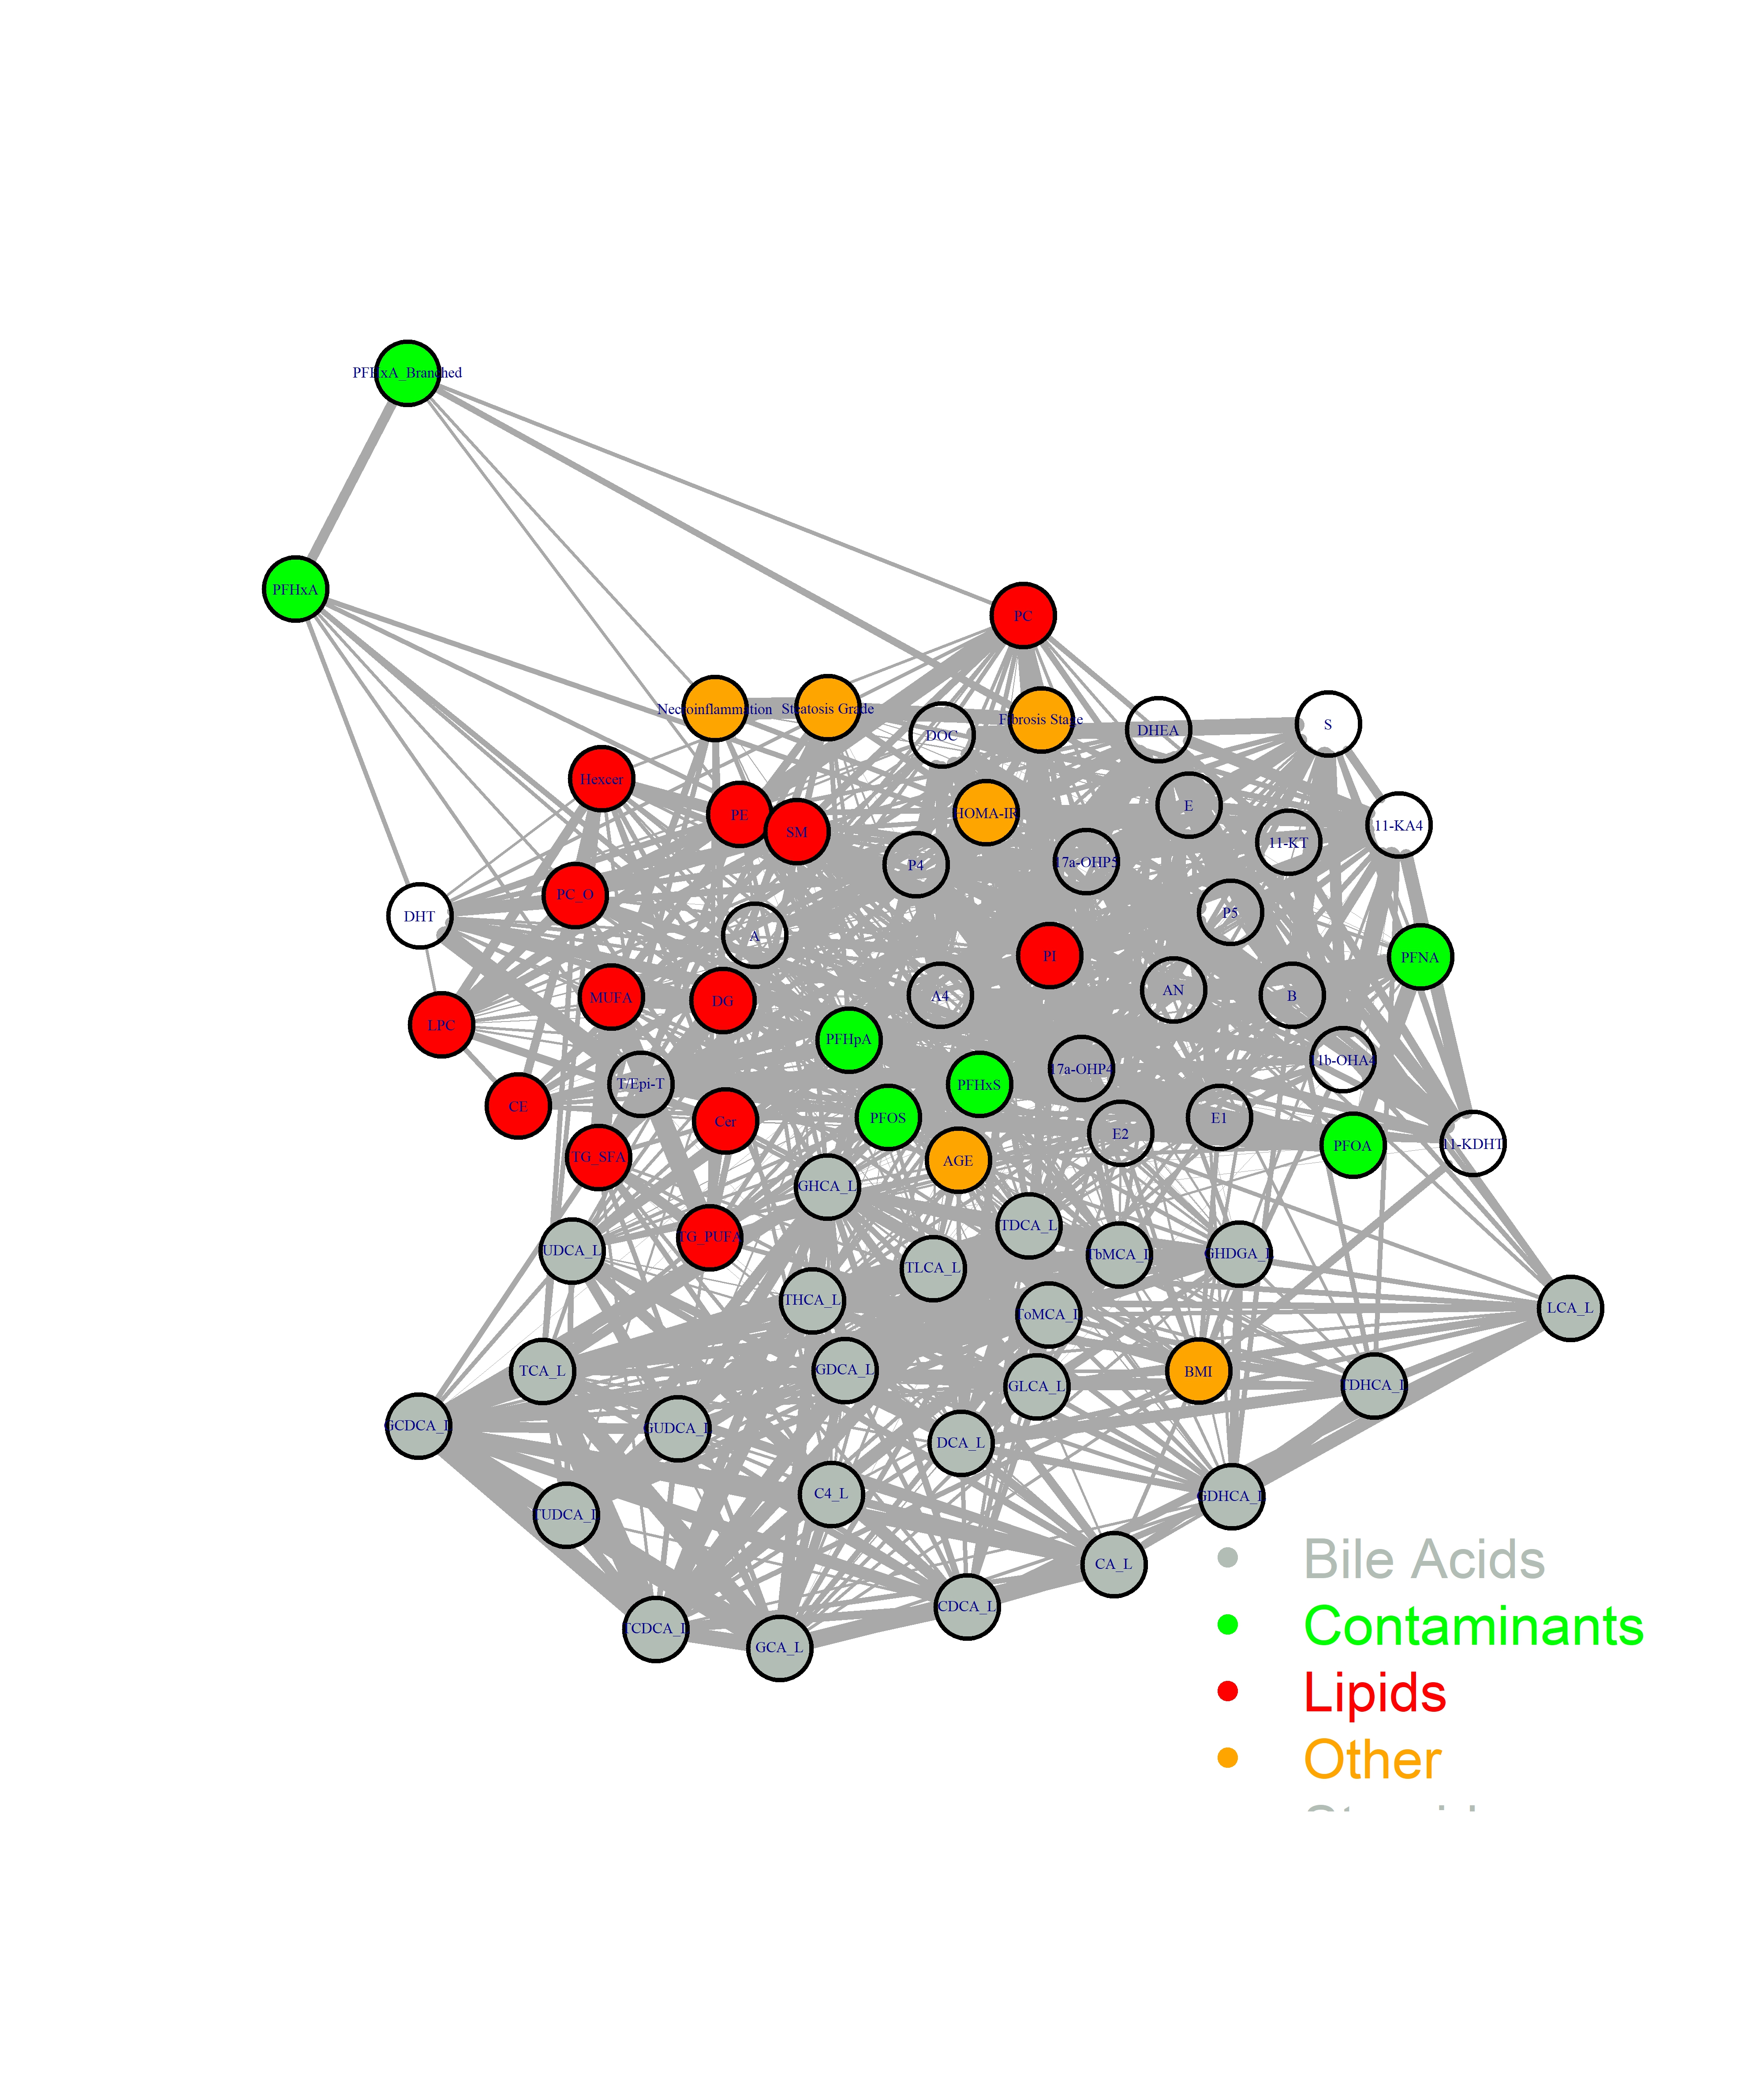 PFHxA_Branched
PFHxA
PC
Necroinflammation
Steatosis Grade
Fibrosis Stage
DOC
DHEA
S
Hexcer
PE
SM
HOMA-IR
E
11-KA4
11-KT
P4
17a-OHP5
PC_O
DHT
P5
A
PI
PFNA
MUFA
DG
A4
AN
B
LPC
PFHpA
11b-OHA4
17a-OHP4
T/Epi-T
PFHxS
CE
PFOS
Cer
E2
E1
PFOA
11-KDHT
TG_SFA
AGE
GHCA_L
TDCA_L
TG_PUFA
UDCA_L
TbMCA_L
GHDGA_L
TLCA_L
THCA_L
ToMCA_L
LCA_L
TCA_L
GDCA_L
GLCA_L
BMI
TDHCA_L
GCDCA_L
GUDCA_L
DCA_L
C4_L
GDHCA_L
TUDCA_L
CA_L
CDCA_L
TCDCA_L
GCA_L
Bile Acids
Contaminants
Lipids
Other